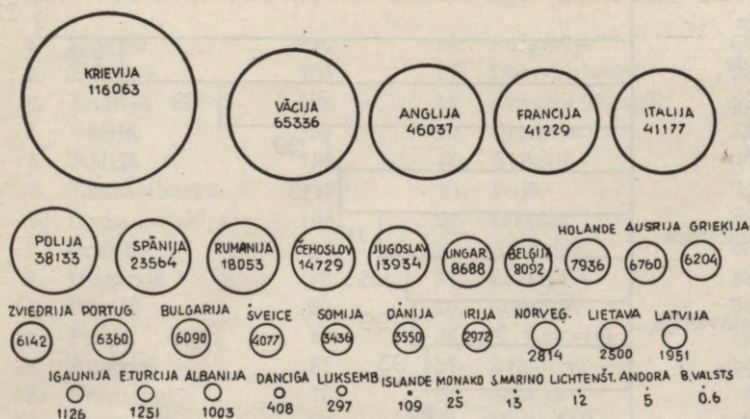 KRIEVIJA
116063
VĀCIJA
65336
ANGLIJA
46037
FRANCIJA
41229
ITALIJA
41177
POLIJA
38133
SPĀNIJA
23564
RUMANIJA
18053
ČEHOSLOV
14729
JUGOSLAV
13934
UNGAR.
8688
BELGIJA
8092
HOLANDE
7936
AUSRIJA
6760
GRIEĶIJA
6204
ZVIEDRIJA
6142
PORTUG.
6360
BULGARIJA
6090
ŠVEICE
4077
SOMIJA
3436
DĀNIJA
3550
IRIJA
2972
NORVEĢ.
2814
LIETAVA
2500
LATVIJA
1951
IGAUNIJA
1126
E.TURCIJA
1251
ALBANIJA
1003
DANCIGA
408
LUKSEMB
297
ISLANDE
109
MONAKO
25
S.MARINO
13
LICHTENŠT.
12
ANDORA
5
B.VALSTS
0.6